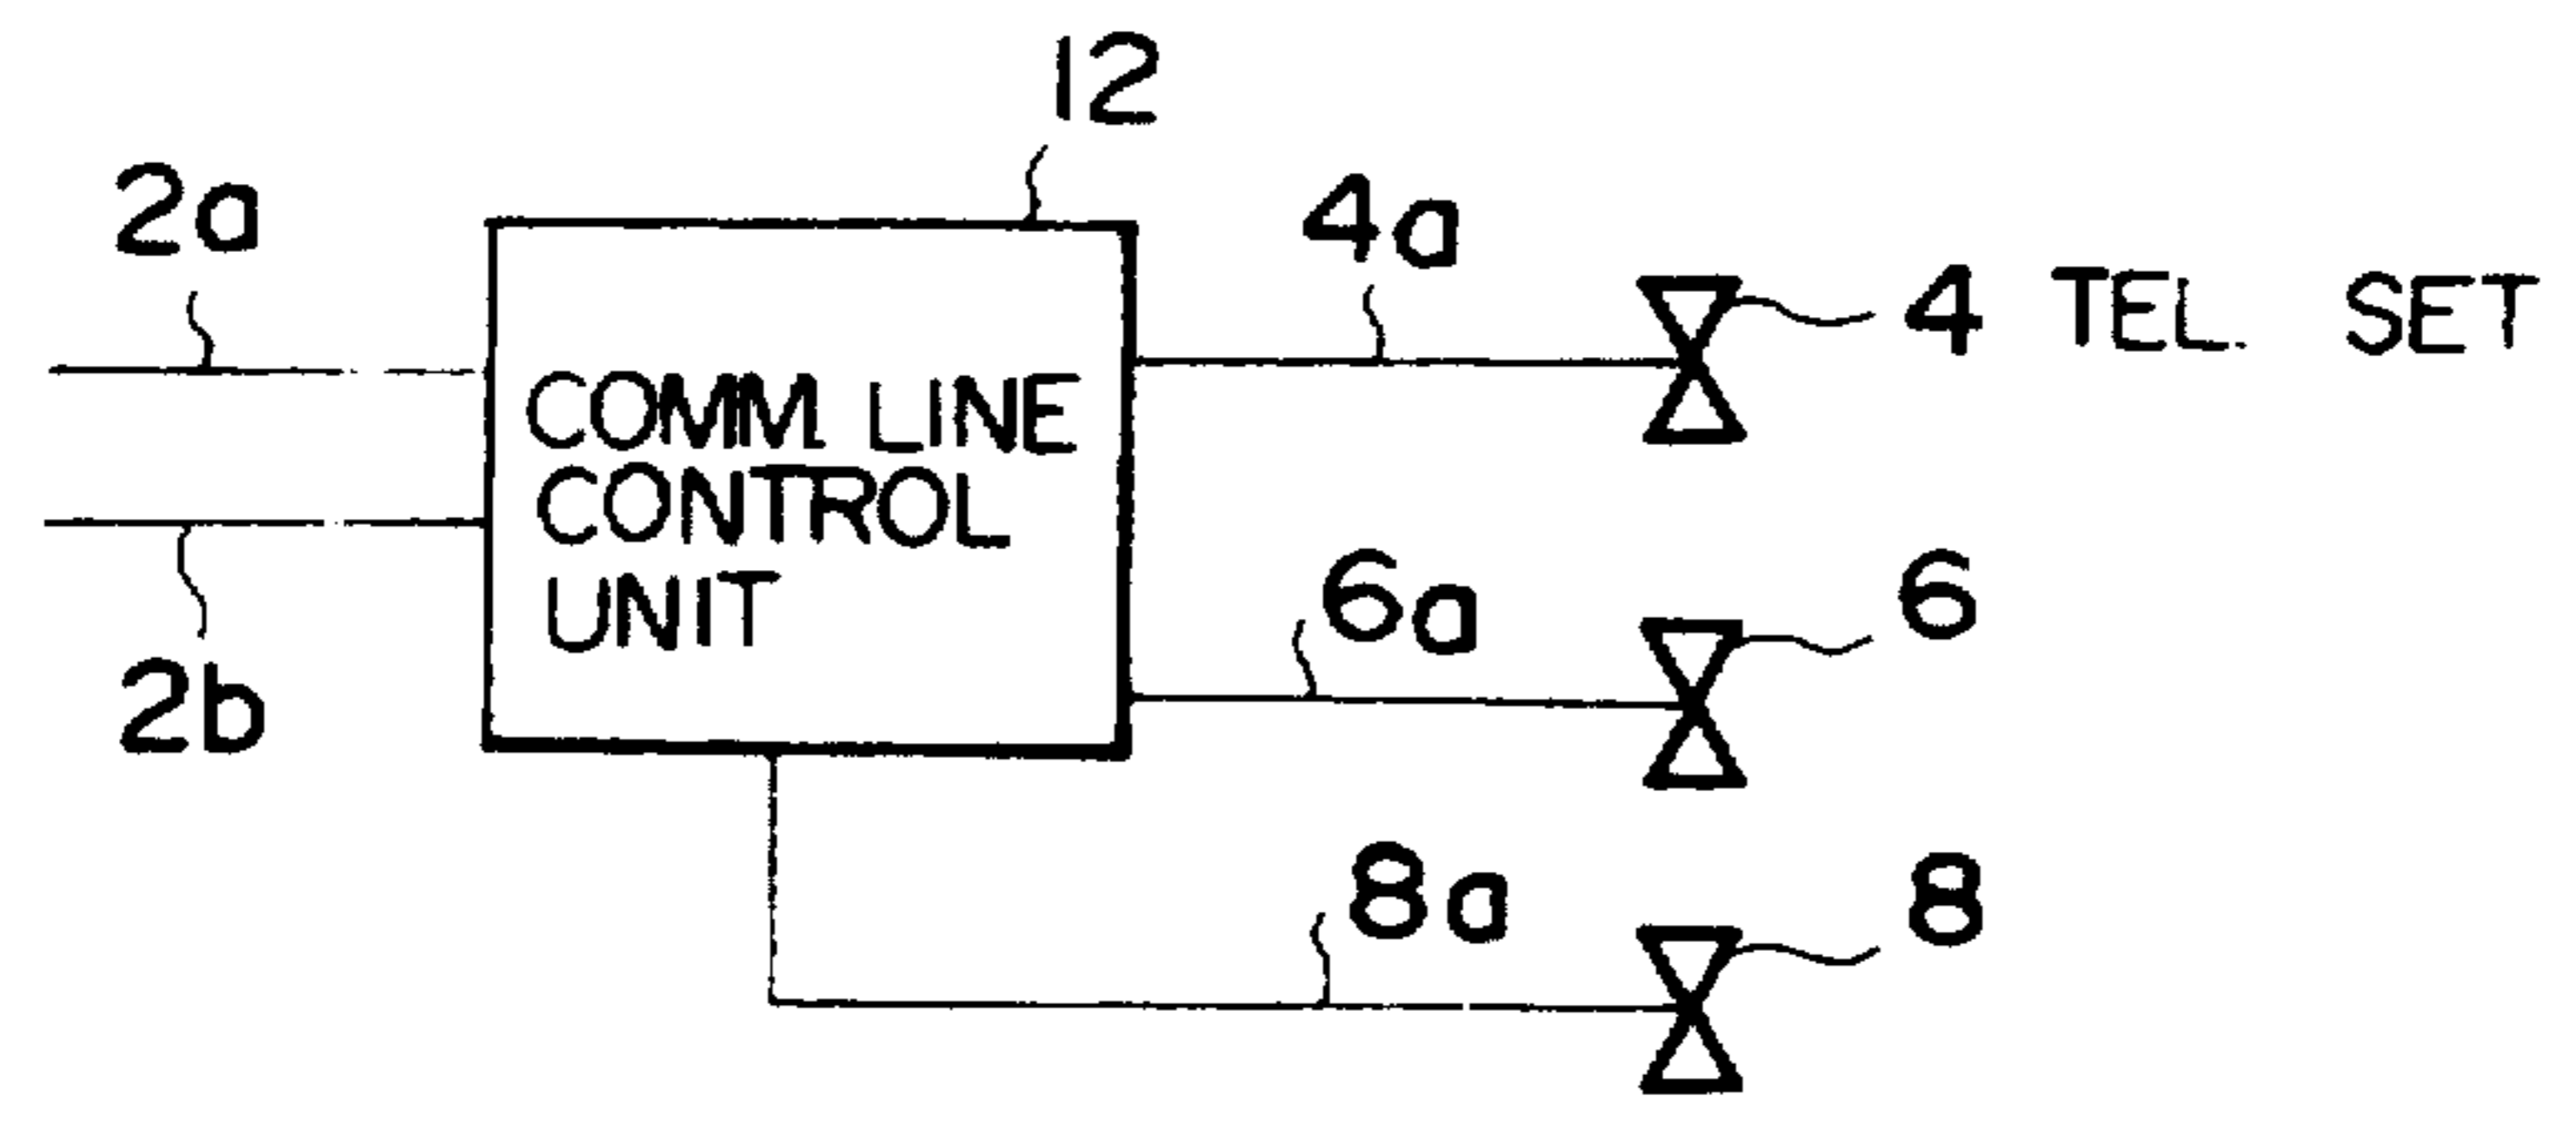 12
2a
4a
4 TEL. SET
COMM. LINE
CONTROL
UNIT
6a
6
2b
8a
8